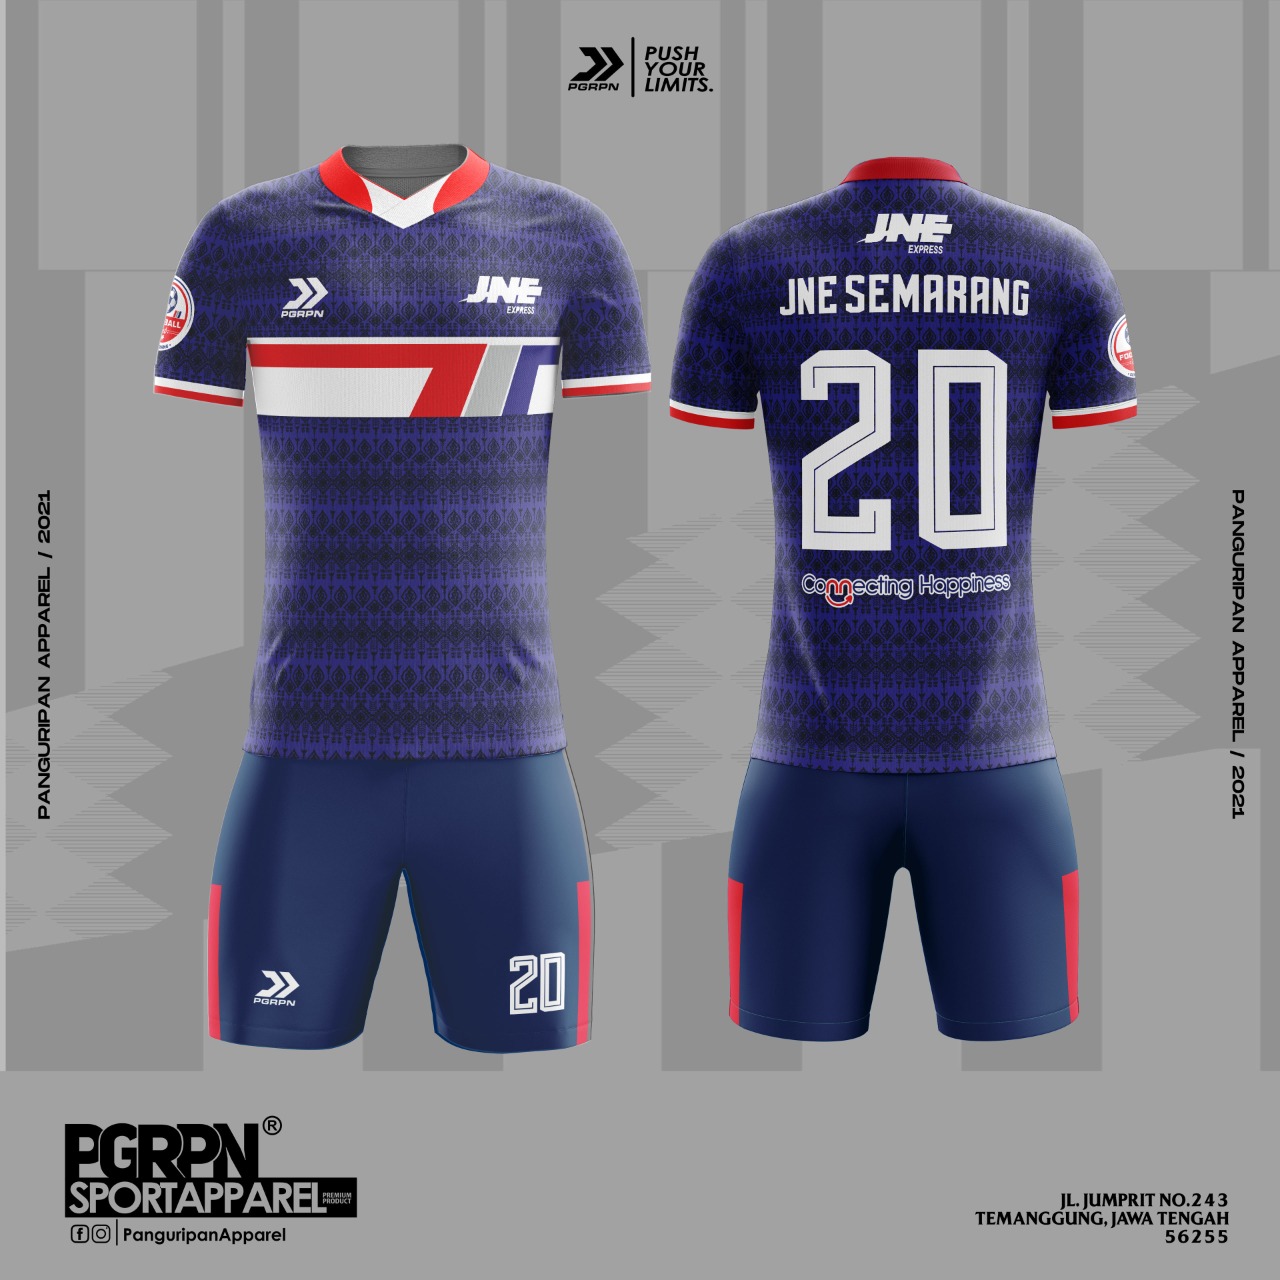 PGRPN
PUSH
YOUR
LIMITS.
PGRPN
JNE
EXPRESS
JNE
EXPRESS
JNE SEMARANG
20
Connecting Happiness
PANGURIPAN APPAREL / 2021
PANGURIPAN APPAREL / 2021
PGRPN
20
PGRPN®
SPORTAPPAREL
PREMIUM
PRODUCT
PanguripanApparel
JL. JUMPRIT NO.243
TEMANGGUNG, JAWA TENGAH
56255